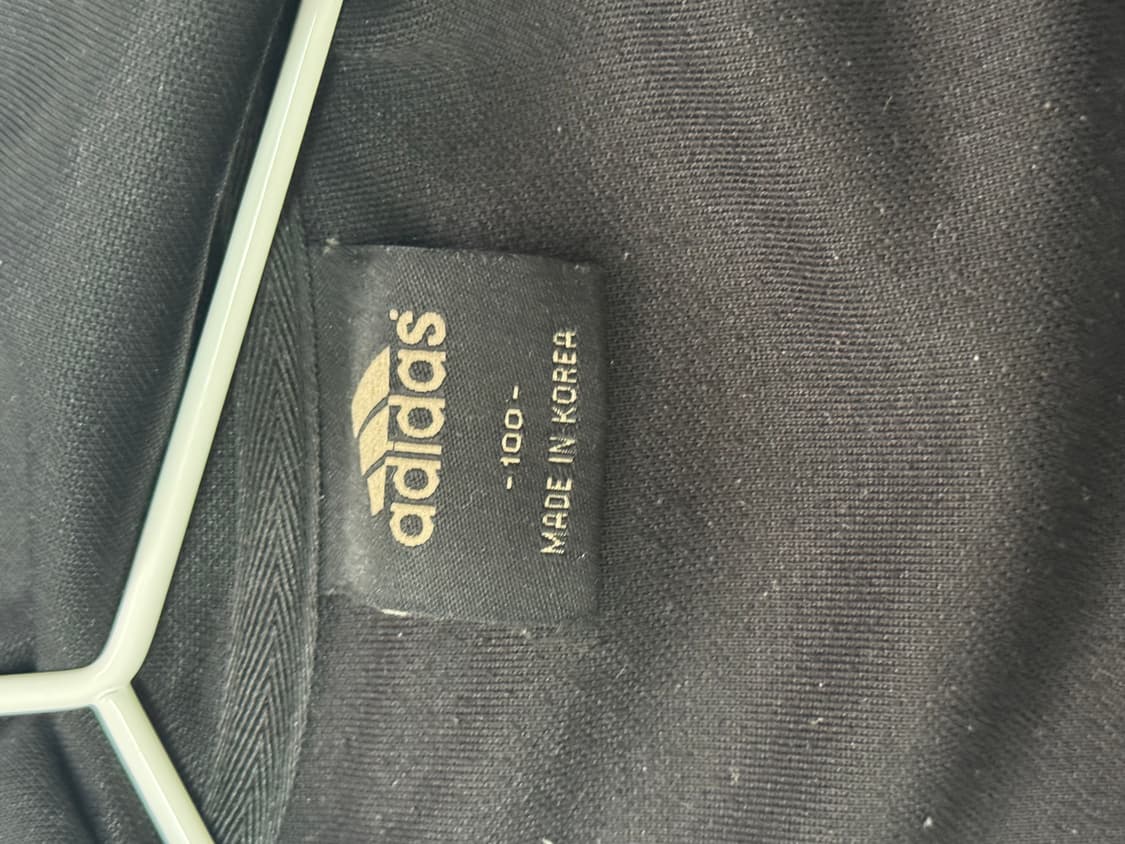 adidas
-100-
MADE IN KOREA